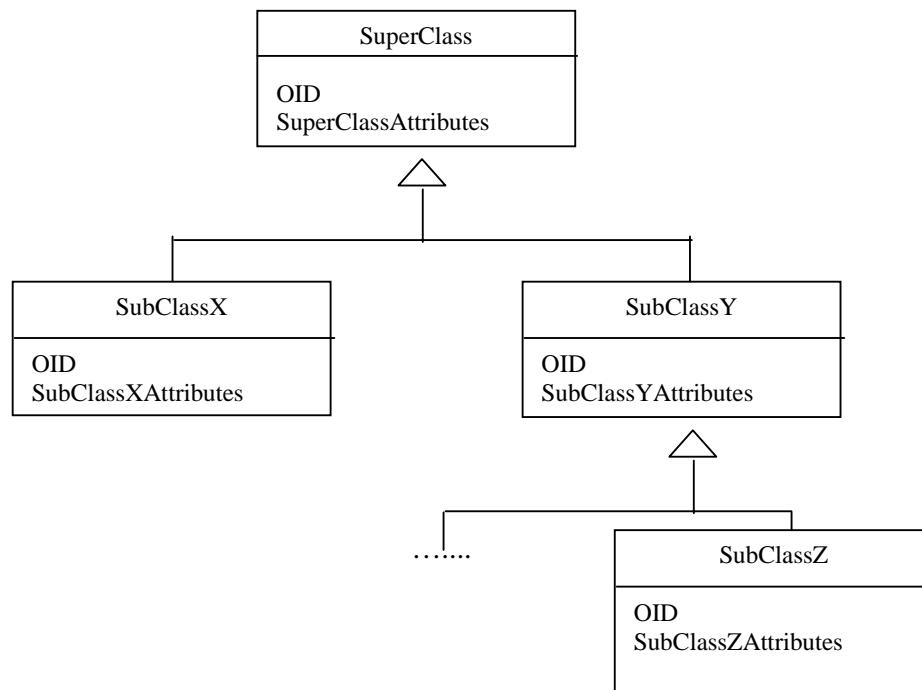 SuperClass
OID
SuperClassAttributes
SubClassX
OID
SubClassXAttributes
SubClassY
OID
SubClassYAttributes
…....
SubClassZ
OID
SubClassZAttributes